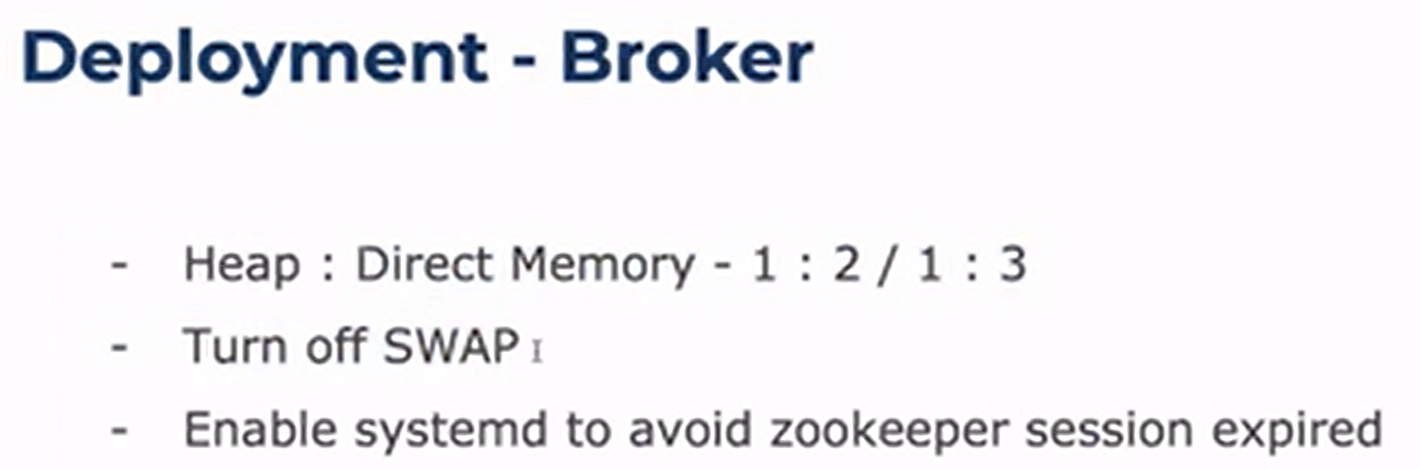 Deployment - Broker
- Heap : Direct Memory - 1 : 2 / 1 : 3
- Turn off SWAP
- Enable systemd to avoid zookeeper session expired